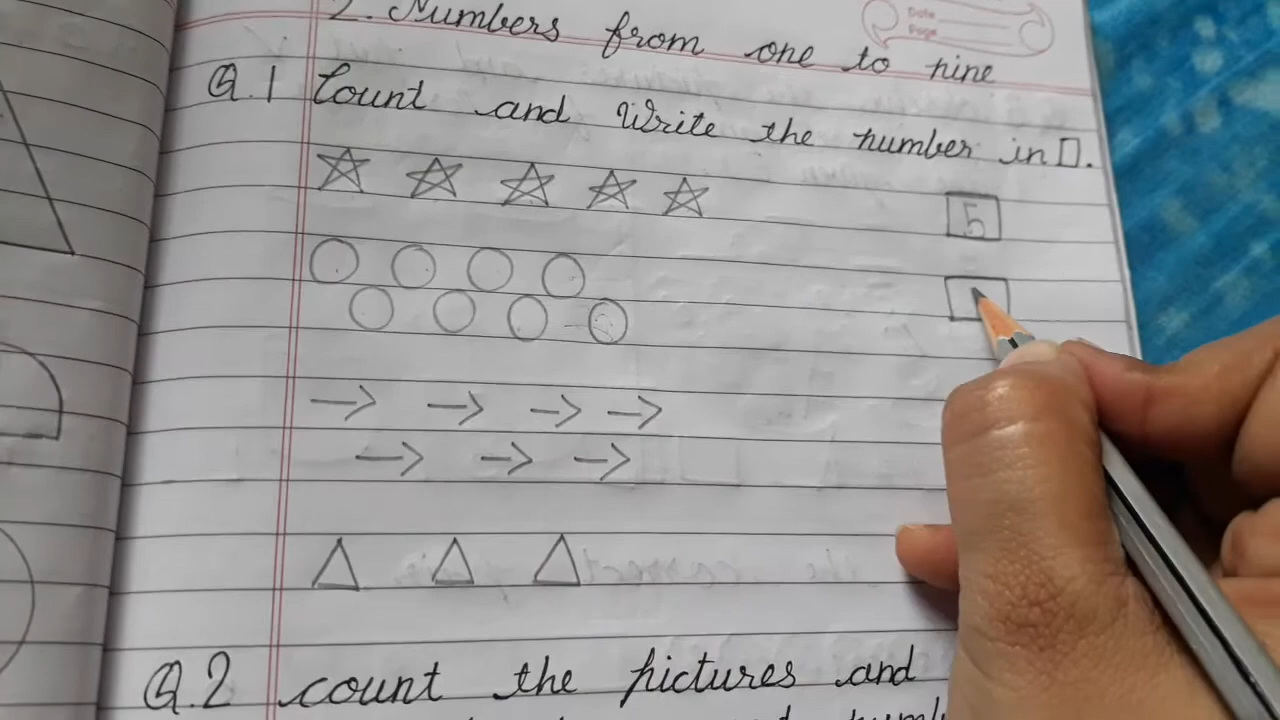 2. Numbers from one to nine
Date
Page
Q.1 Count and Write the number in □.
5
Q.2 count the pictures and